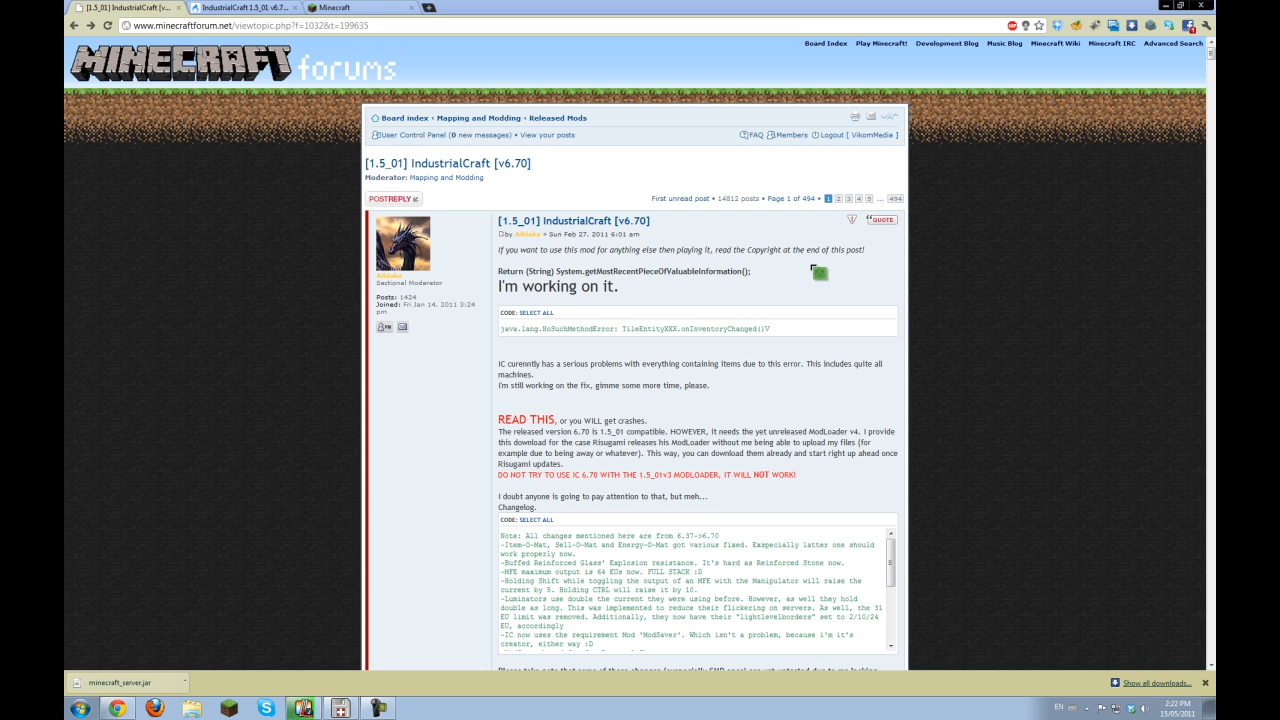 [1.5_01] IndustrialCraft [v...
IndustrialCraft 1.5_01 v6.7...
Minecraft
www.minecraftforum.net/viewtopic.php?f=1032&t=199635
Board Index Play Minecraft! Development Blog Music Blog Minecraft Wiki Minecraft IRC Advanced Search
MINECRAFT forums
Board index ‹ Mapping and Modding ‹ Released Mods
User Control Panel (0 new messages) • View your posts
FAQ Members Logout [ VikomMedia ]
[1.5_01] IndustrialCraft [v6.70]
Moderator: Mapping and Modding
POSTREPLY
First unread post • 14812 posts • Page 1 of 494 • 1 2 3 4 5 ... 494
Alblaka
Sectional Moderator
Posts: 1424
Joined: Fri Jan 14, 2011 3:24
pm
PM
[1.5_01] IndustrialCraft [v6.70]
QUOTE
by Alblaka » Sun Feb 27, 2011 6:01 am
If you want to use this mod for anything else then playing it, read the Copyright at the end of this post!
Return (String) System.getMostRecentPieceOfValuableInformation();
I'm working on it.
CODE: SELECT ALL
java.lang.NoSuchMethodError: TileEntityXXX.onInventoryChanged()V
IC curenntly has a serious problems with everything containing items due to this error. This includes quite all
machines.
I'm still working on the fix, gimme some more time, please.
READ THIS, or you WILL get crashes.
The released version 6.70 is 1.5_01 compatible. HOWEVER, it needs the yet unreleased ModLoader v4. I provide
this download for the case Risugami releases his ModLoader without me being able to upload my files (for
example due to being away or whatever). This way, you can download them already and start right up ahead once
Risugami updates.
DO NOT TRY TO USE IC 6.70 WITH THE 1.5_01v3 MODLOADER, IT WILL NOT WORK!
I doubt anyone is going to pay attention to that, but meh...
Changelog.
CODE: SELECT ALL
Note: All changes mentioned here are from 6.37->6.70
-Item-O-Mat, Sell-O-Mat and Energy-O-Mat got various fixed. Exspecially latter one should
work properly now.
-Buffed Reinforced Glass' Explosion resistance. It's hard as Reinforced Stone now.
-MFE maximum output is 64 EUs now. FULL STACK :D
-Holding Shift while toggling the output of an MFE with the Manipulator will raise the
current by 5. Holding CTRL will raise it by 10.
-Luminators use double the current they were using before. However, as well they hold
double as long. This was implemented to reduce their flickering on servers. As well, the 31
EU limit was removed. Additionally, they now have their "lightlevelborders" set to 2/10/24
EU, accordingly
-IC now uses the requirement Mod 'ModSaver'. Which isn't a problem, because i'm it's
creator, either way :D
minecraft_server.jar
Show all downloads...
EN
2:22 PM
15/05/2011